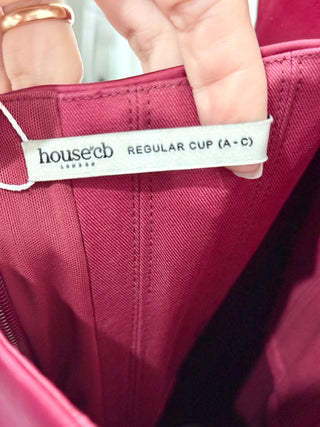 house of cb REGULAR CUP (A - C)
LONDON